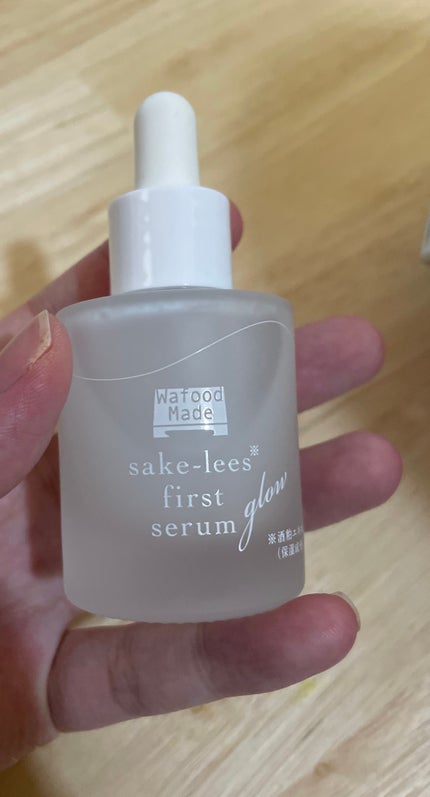 Wafood
Made
sake-lees※
first
serum glow
※酒粕エキ
(保湿成